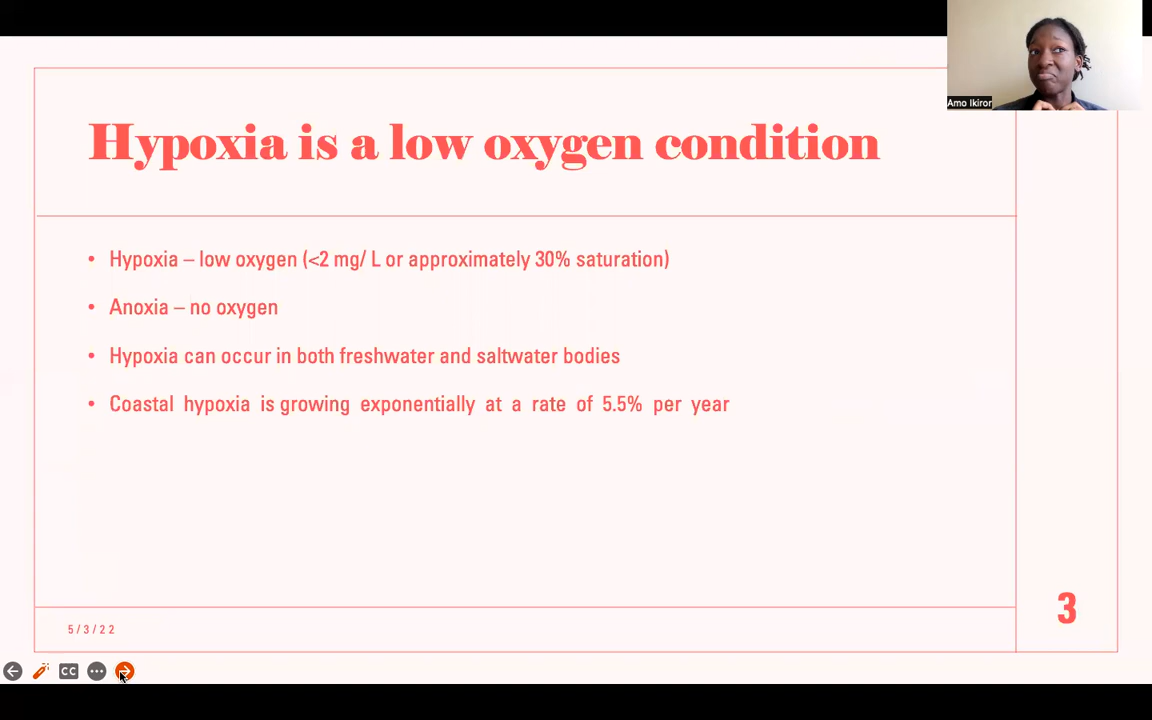 Amo Ikiror
Hypoxia is a low oxygen condition
• Hypoxia – low oxygen (<2 mg/ L or approximately 30% saturation)
• Anoxia – no oxygen
• Hypoxia can occur in both freshwater and saltwater bodies
• Coastal hypoxia is growing exponentially at a rate of 5.5% per year
3
5/3/22
CC